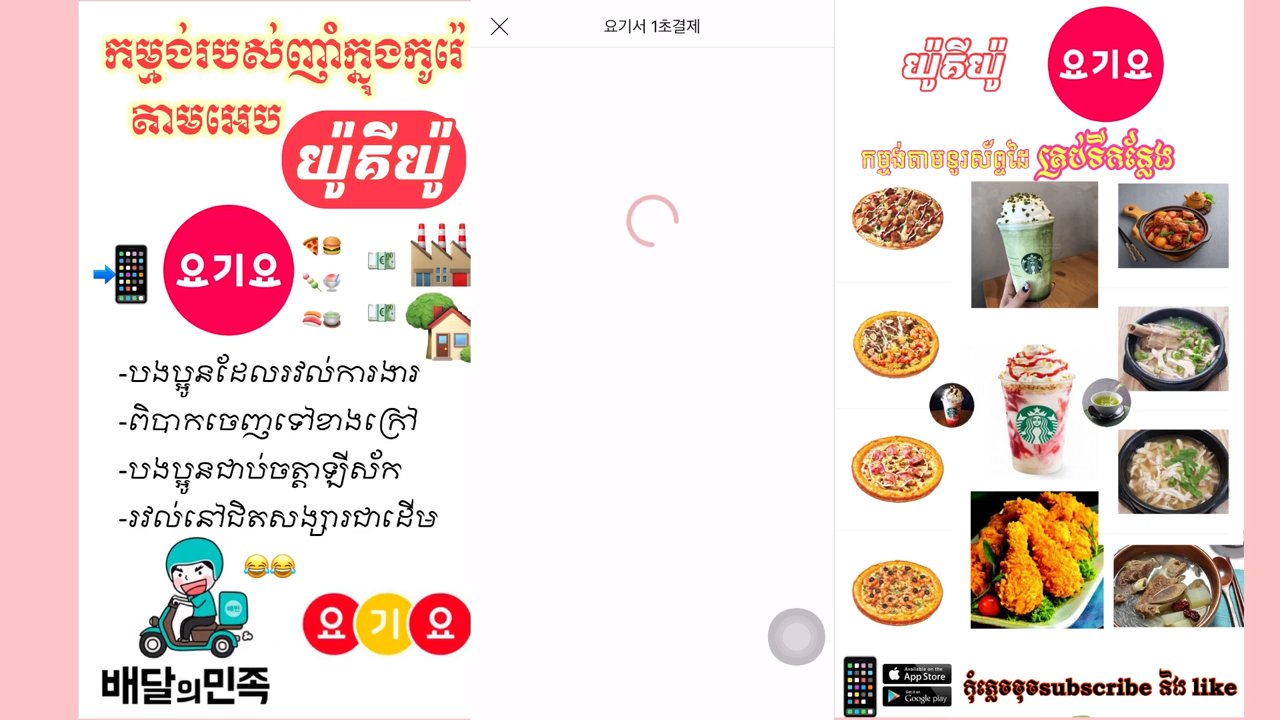 កម្មង់របស់ញ៉ាំក្នុងកូរ៉េ
តាមអេប
យ៉ូគីយ៉ូ
요기요
-បងប្អូនដែលរវល់ការងារ
-ពិបាកចេញទៅខាងក្រៅ
-បងប្អូនជាប់ចត្តាឡីស័ក
-រវល់នៅជិតសង្សារជាដើម
배민
요기요
배달의민족
요기서 1초결제
យ៉ូគីយ៉ូ
요기요
កម្មង់តាមទូរស័ព្ទដៃ គ្រប់ទីកន្លែង
Available on the
App Store
Get it on
Google play
កុំភ្លេចមុចsubscribe និង like